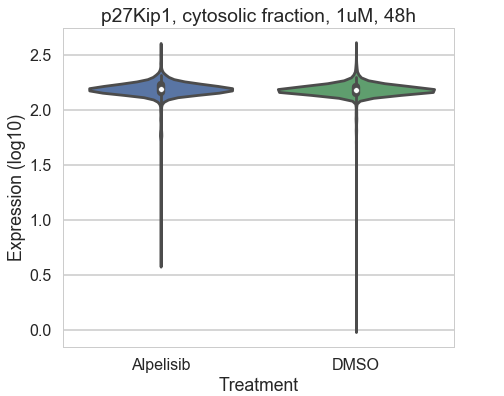 p27Kip1, cytosolic fraction, 1uM, 48h
Expression (log10)
2.5
2.0
1.5
1.0
0.5
0.0
Alpelisib
DMSO
Treatment